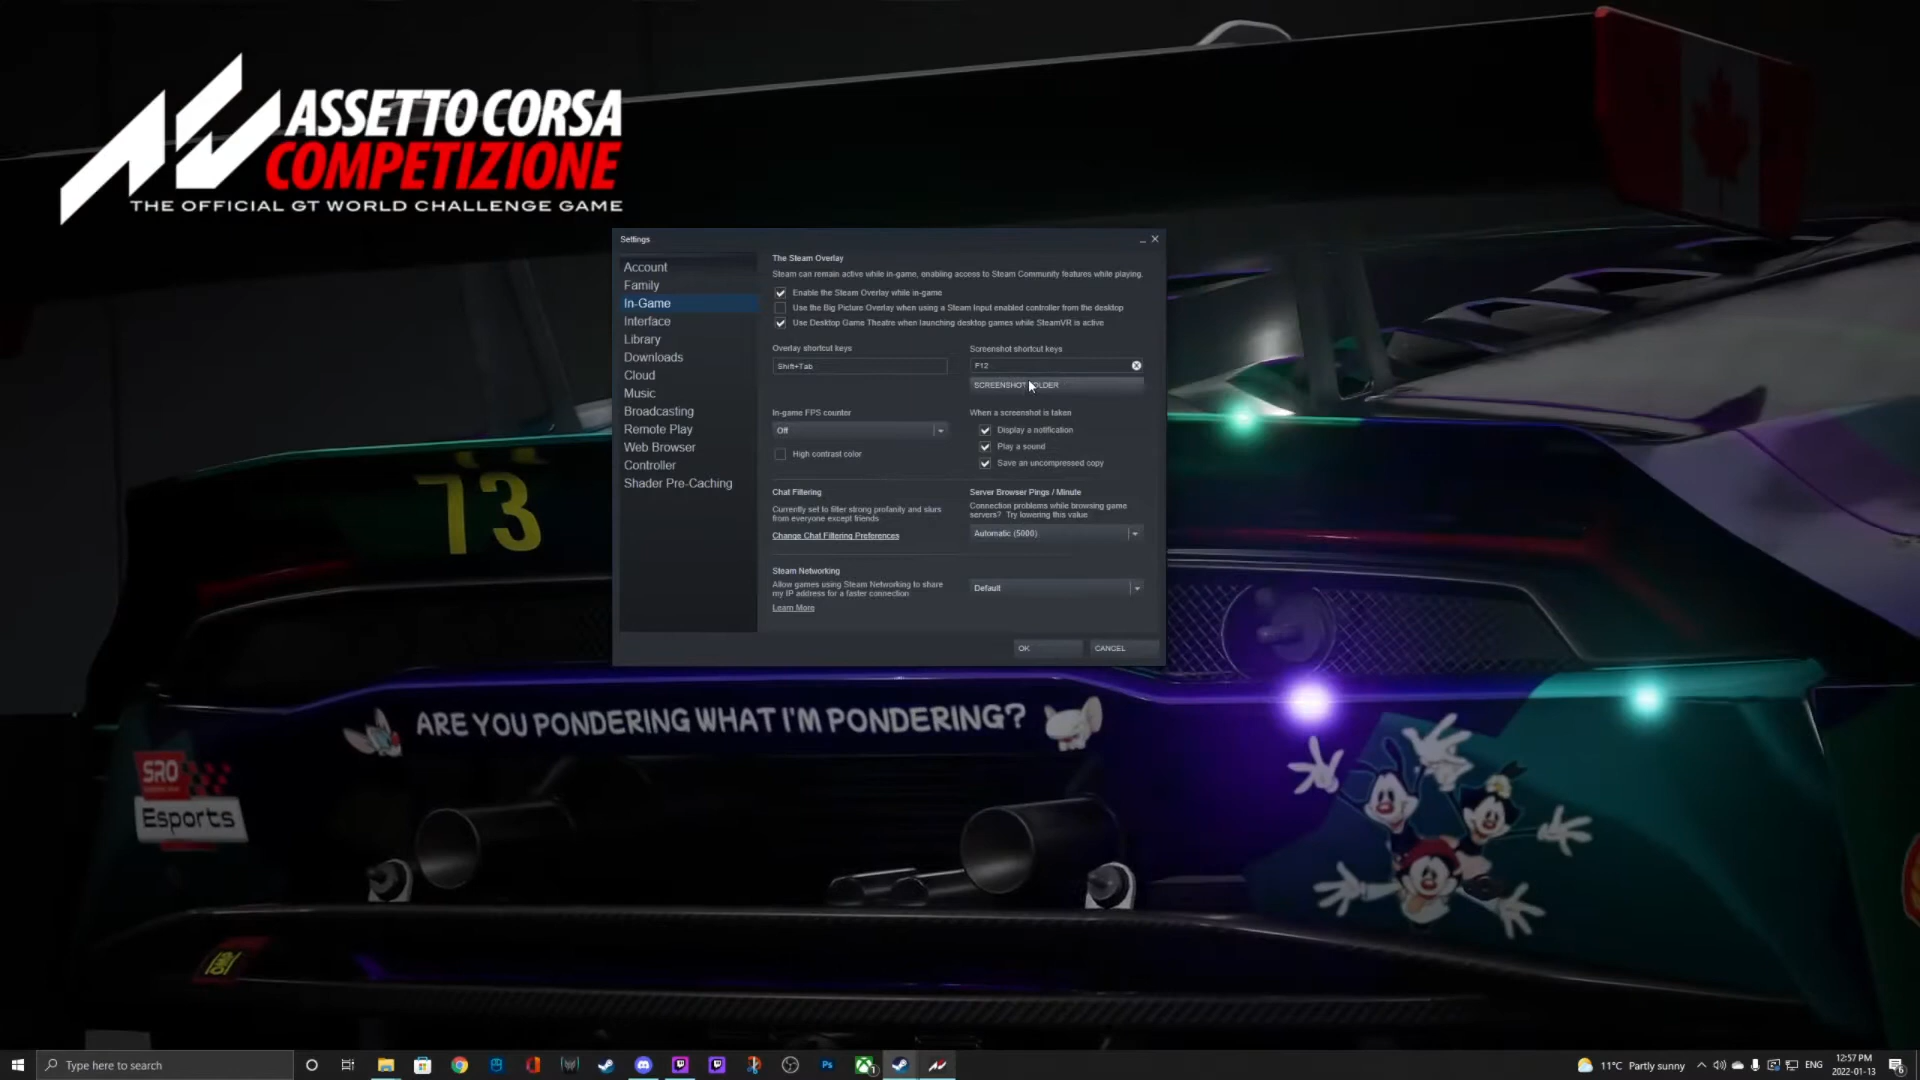 ASSETTO CORSA
COMPETIZIONE
THE OFFICIAL GT WORLD CHALLENGE GAME
Settings
Account
Family
In-Game
Interface
Library
Downloads
Cloud
Music
Broadcasting
Remote Play
Web Browser
Controller
Shader Pre-Caching
The Steam Overlay
Steam can remain active while in-game, enabling access to Steam Community features while playing.
Enable the Steam Overlay while in-game
Use the Big Picture Overlay when using a Steam Input enabled controller from the desktop
Use Desktop Game Theatre when launching desktop games while SteamVR is active
Overlay shortcut keys
Shift+Tab
Screenshot shortcut keys
F12
SCREENSHOT FOLDER
In-game FPS counter
Off
High contrast color
When a screenshot is taken
Display a notification
Play a sound
Save an uncompressed copy
Chat Filtering
Currently set to filter strong profanity and slurs
from everyone except friends
Change Chat Filtering Preferences
Server Browser Pings / Minute
Connection problems while browsing game
servers? Try lowering this value
Automatic (5000)
Steam Networking
Allow games using Steam Networking to share
my IP address for a faster connection
Learn More
Default
OK
CANCEL
73
ARE YOU PONDERING WHAT I'M PONDERING?
SRO
Esports
OMP
Type here to search
Ps
1
11°C Partly sunny
ENG
12:57 PM
2022-01-13
6